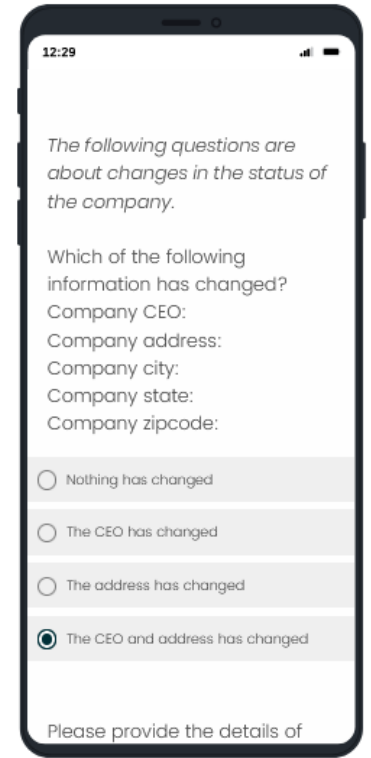 12:29
The following questions are
about changes in the status of
the company.
Which of the following
information has changed?
Company CEO:
Company address:
Company city:
Company state:
Company zipcode:
Nothing has changed
The CEO has changed
The address has changed
The CEO and address has changed
Please provide the details of